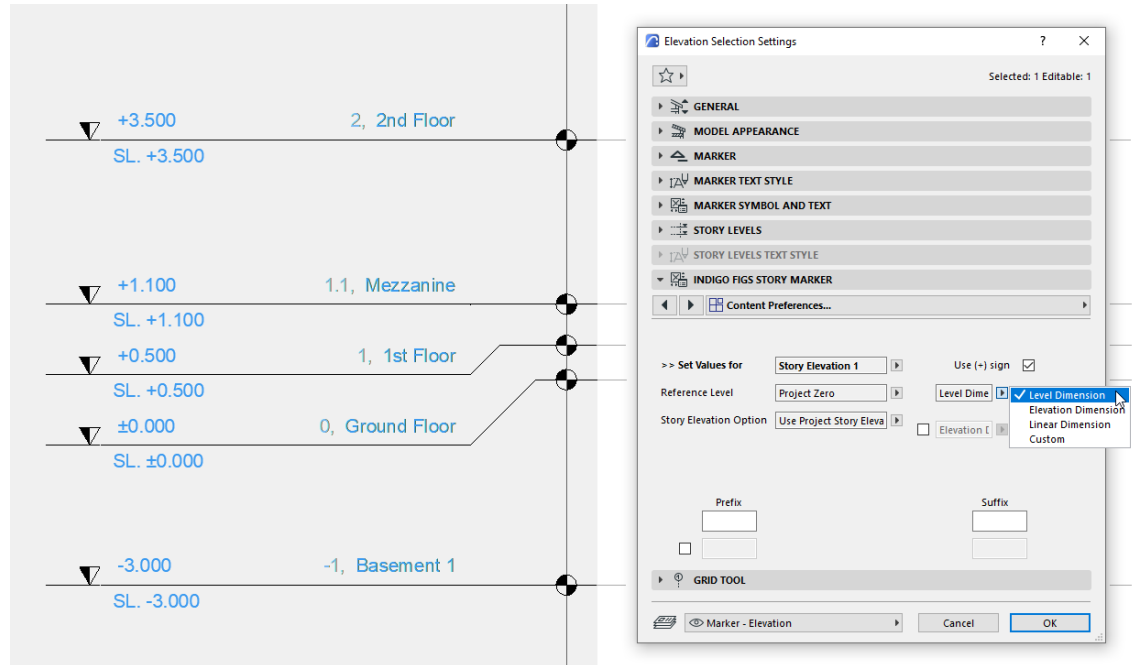 +3.500 2, 2nd Floor
SL. +3.500
+1.100 1.1, Mezzanine
SL. +1.100
+0.500 1, 1st Floor
SL. +0.500
±0.000 0, Ground Floor
SL. ±0.000
-3.000 -1, Basement 1
SL. -3.000
Elevation Selection Settings ?
Selected: 1 Editable: 1
GENERAL
MODEL APPEARANCE
MARKER
MARKER TEXT STYLE
MARKER SYMBOL AND TEXT
STORY LEVELS
STORY LEVELS TEXT STYLE
INDIGO FIGS STORY MARKER
Content Preferences...
>> Set Values for Story Elevation 1 Use (+) sign
Reference Level Project Zero Level Dime
Level Dimension
Elevation Dimension
Linear Dimension
Custom
Story Elevation Option Use Project Story Eleva Elevation D
Prefix Suffix
GRID TOOL
Marker - Elevation Cancel OK